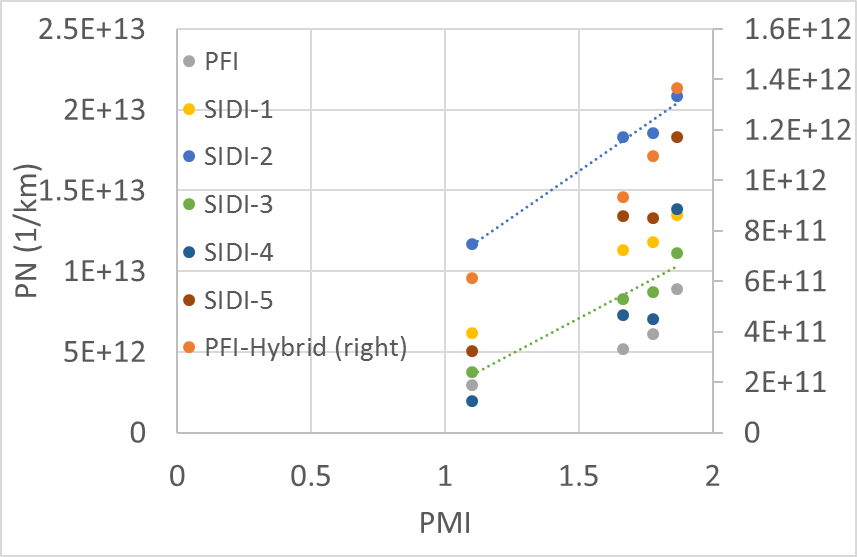 2.5E+13
2E+13
1.5E+13
1E+13
5E+12
0
PN (1/km)
PFI
SIDI-1
SIDI-2
SIDI-3
SIDI-4
SIDI-5
PFI-Hybrid (right)
1.6E+12
1.4E+12
1.2E+12
1E+12
8E+11
6E+11
4E+11
2E+11
0
0 0.5 1 1.5 2
PMI